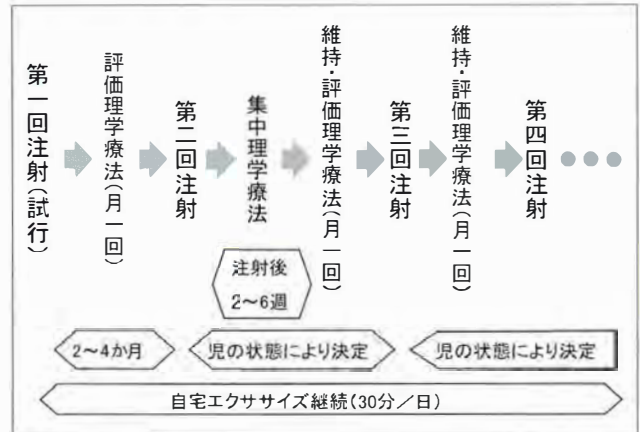 第一回注射(試行)
評価理学療法(月一回)
第二回注射
集中理学療法
維持・評価理学療法(月一回)
第三回注射
維持・評価理学療法(月一回)
第四回注射
注射後
2～6週
2～4か月
児の状態により決定
児の状態により決定
自宅エクササイズ継続(30分／日)